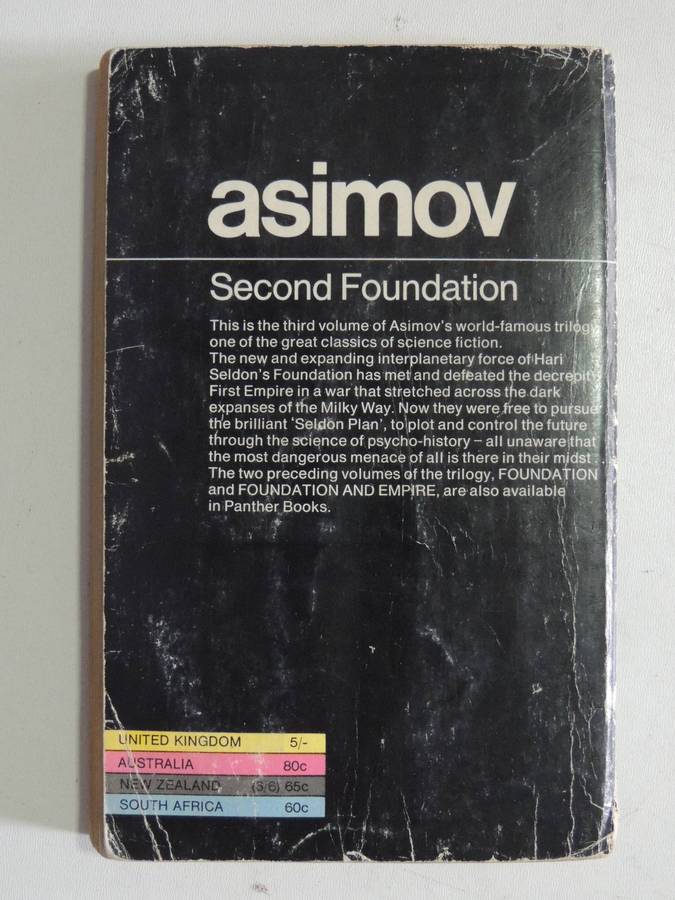 asimov
Second Foundation
This is the third volume of Asimov's world-famous trilogy
one of the great classics of science fiction.
The new and expanding interplanetary force of Hari
Seldon's Foundation has met and defeated the decrepit
First Empire in a war that stretched across the dark
expanses of the Milky Way. Now they were free to pursue
the brilliant 'Seldon Plan', to plot and control the future
through the science of psycho-history – all unaware that
the most dangerous menace of all is there in their midst .
The two preceding volumes of the trilogy, FOUNDATION
and FOUNDATION AND EMPIRE, are also available
in Panther Books.
UNITED KINGDOM 5/-
AUSTRALIA 80c
NEW ZEALAND (6/6) 65c
SOUTH AFRICA 60c